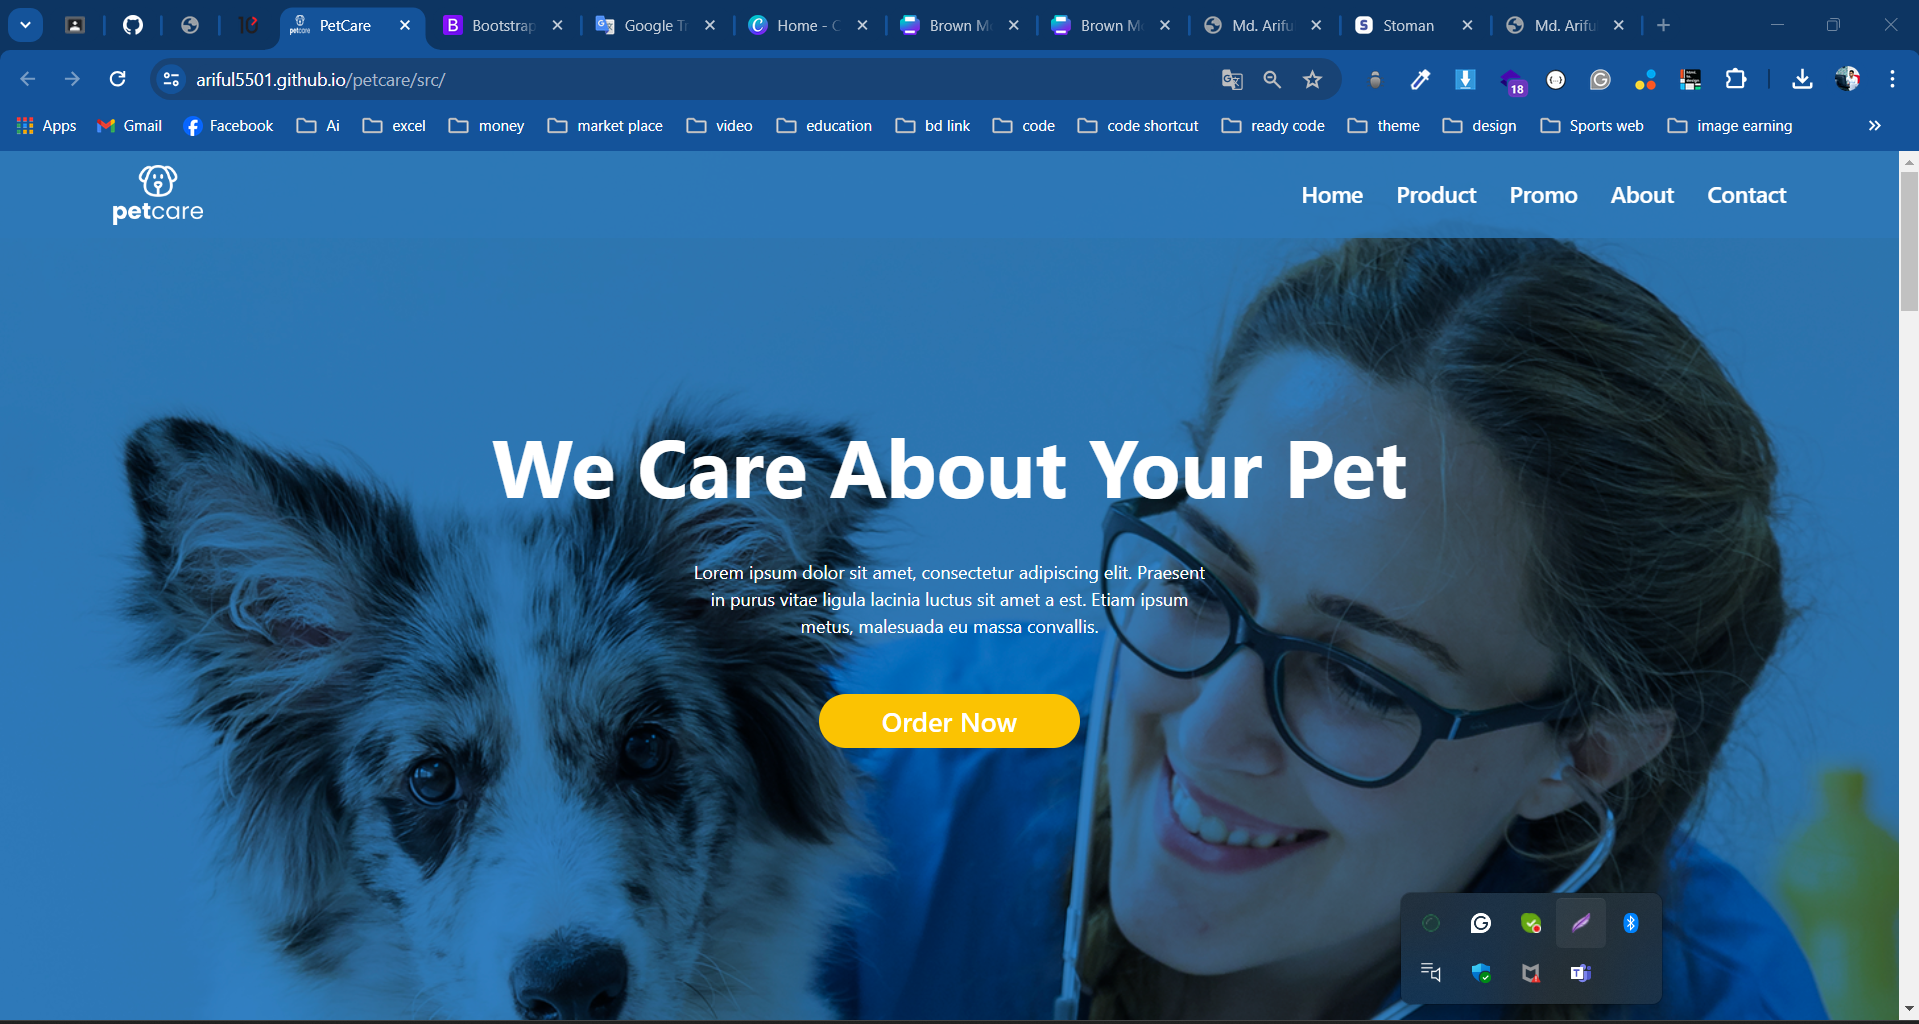 PetCare
Bootstrap
Google Tr
Home - C
Brown M
Brown M
Md. Ariful
Stoman
Md. Ariful
ariful5501.github.io/petcare/src/
18
Apps
Gmail
Facebook
Ai
excel
money
market place
video
education
bd link
code
code shortcut
ready code
theme
design
Sports web
image earning
petcare
Home
Product
Promo
About
Contact
We Care About Your Pet
Lorem ipsum dolor sit amet, consectetur adipiscing elit. Praesent
in purus vitae ligula lacinia luctus sit amet a est. Etiam ipsum
metus, malesuada eu massa convallis.
Order Now